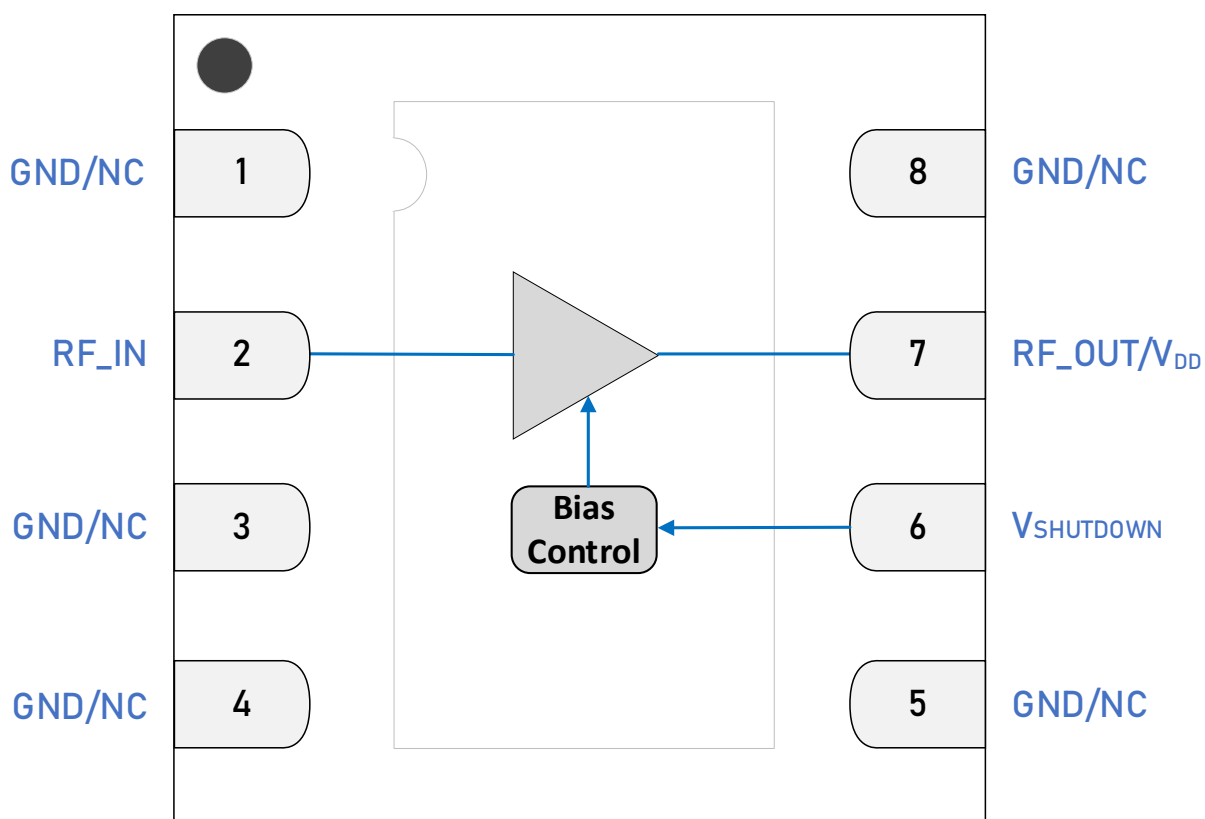 GND/NC 1 8 GND/NC
RF_IN 2 7 RF_OUT/VDD
GND/NC 3 Bias
Control 6 VSHUTDOWN
GND/NC 4 5 GND/NC